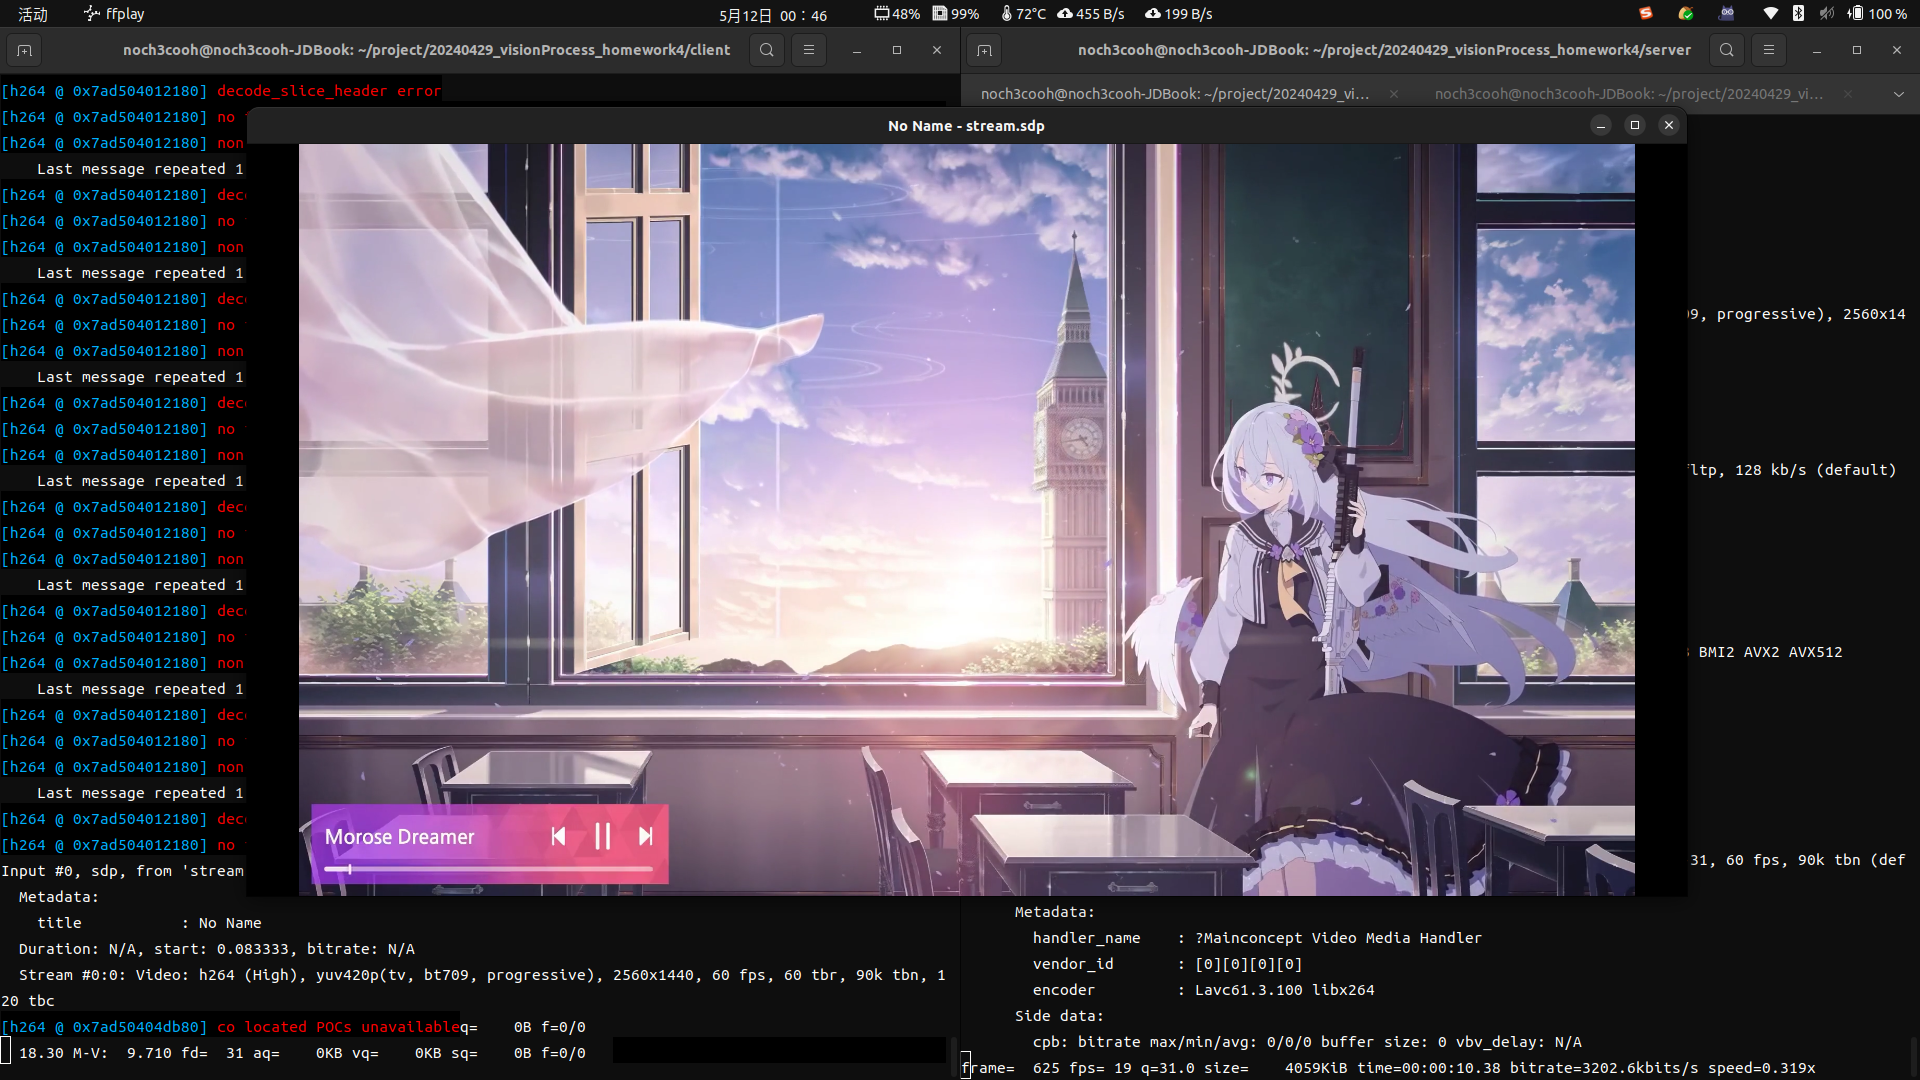 活动
ffplay
5月12日 00：46
48%
99%
72°C
455 B/s
199 B/s
100 %
noch3cooh@noch3cooh-JDBook: ~/project/20240429_visionProcess_homework4/client
noch3cooh@noch3cooh-JDBook: ~/project/20240429_visionProcess_homework4/server
noch3cooh@noch3cooh-JDBook: ~/project/20240429_vi...
noch3cooh@noch3cooh-JDBook: ~/project/20240429_vi...
No Name - stream.sdp
[h264 @ 0x7ad504012180] decode_slice_header error
[h264 @ 0x7ad504012180] no
[h264 @ 0x7ad504012180] non
Last message repeated 1
[h264 @ 0x7ad504012180] dec
[h264 @ 0x7ad504012180] no
[h264 @ 0x7ad504012180] non
Last message repeated 1
[h264 @ 0x7ad504012180] dec
[h264 @ 0x7ad504012180] no
[h264 @ 0x7ad504012180] non
Last message repeated 1
[h264 @ 0x7ad504012180] dec
[h264 @ 0x7ad504012180] no
[h264 @ 0x7ad504012180] non
Last message repeated 1
[h264 @ 0x7ad504012180] dec
[h264 @ 0x7ad504012180] no
[h264 @ 0x7ad504012180] non
Last message repeated 1
[h264 @ 0x7ad504012180] dec
[h264 @ 0x7ad504012180] no
[h264 @ 0x7ad504012180] non
Last message repeated 1
[h264 @ 0x7ad504012180] dec
[h264 @ 0x7ad504012180] no
[h264 @ 0x7ad504012180] non
Last message repeated 1
[h264 @ 0x7ad504012180] dec
[h264 @ 0x7ad504012180] no
Input #0, sdp, from 'stream
Metadata:
title : No Name
Duration: N/A, start: 0.083333, bitrate: N/A
Stream #0:0: Video: h264 (High), yuv420p(tv, bt709, progressive), 2560x1440, 60 fps, 60 tbr, 90k tbn, 1
20 tbc
[h264 @ 0x7ad50404db80] co located POCs unavailableq= 0B f=0/0
18.30 M-V: 9.710 fd= 31 aq= 0KB vq= 0KB sq= 0B f=0/0
Morose Dreamer
09, progressive), 2560x14
fltp, 128 kb/s (default)
BMI2 AVX2 AVX512
31, 60 fps, 90k tbn (def
Metadata:
handler_name : ?Mainconcept Video Media Handler
vendor_id : [0][0][0][0]
encoder : Lavc61.3.100 libx264
Side data:
cpb: bitrate max/min/avg: 0/0/0 buffer size: 0 vbv_delay: N/A
frame= 625 fps= 19 q=31.0 size= 4059KiB time=00:00:10.38 bitrate=3202.6kbits/s speed=0.319x